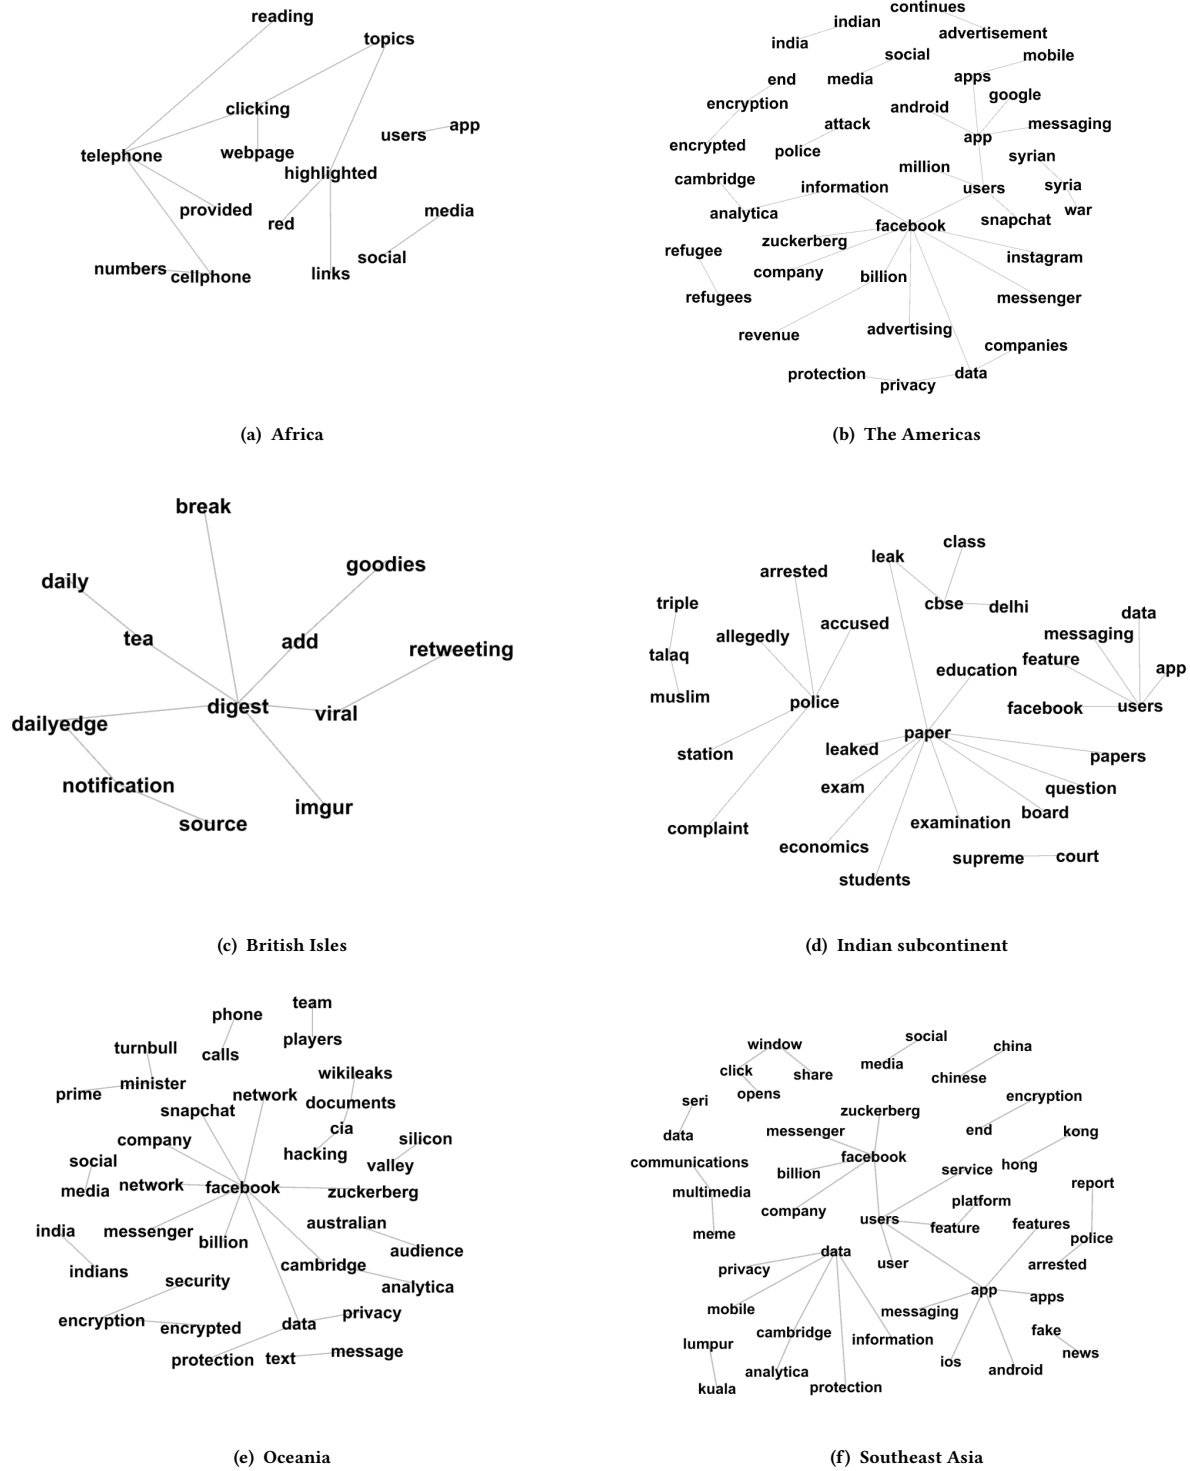 reading
topics
clicking
users
app
telephone
webpage
highlighted
provided
red
media
social
numbers
cellphone
links
(a) Africa
continues
indian
advertisement
india
social
mobile
end
media
apps
google
encryption
android
attack
messaging
app
encrypted
police
syrian
million
cambridge
information
users
syria
analytica
war
snapchat
facebook
zuckerberg
refugee
instagram
company
billion
refugees
messenger
revenue
advertising
companies
protection
data
privacy
(b) The Americas
break
goodies
daily
tea
add
retweeting
digest
viral
dailyedge
notification
imgur
source
(c) British Isles
class
leak
arrested
triple
cbse
delhi
data
allegedly
accused
messaging
talaq
feature
education
app
muslim
police
facebook
users
paper
station
leaked
papers
exam
question
board
complaint
examination
economics
supreme
court
students
(d) Indian subcontinent
team
phone
players
turnbull
calls
wikileaks
minister
prime
network
documents
snapchat
cia
company
silicon
hacking
social
valley
media
network
facebook
zuckerberg
india
messenger
australian
billion
audience
cambridge
indians
security
analytica
encryption
privacy
encrypted
data
protection
text
message
(e) Oceania
window
social
china
click
media
share
chinese
opens
seri
encryption
zuckerberg
data
messenger
end
kong
communications
facebook
billion
service
hong
multimedia
report
company
platform
users
meme
feature
features
police
data
privacy
user
arrested
app
apps
mobile
messaging
cambridge
information
fake
lumpur
news
ios
analytica
android
kuala
protection
(f) Southeast Asia